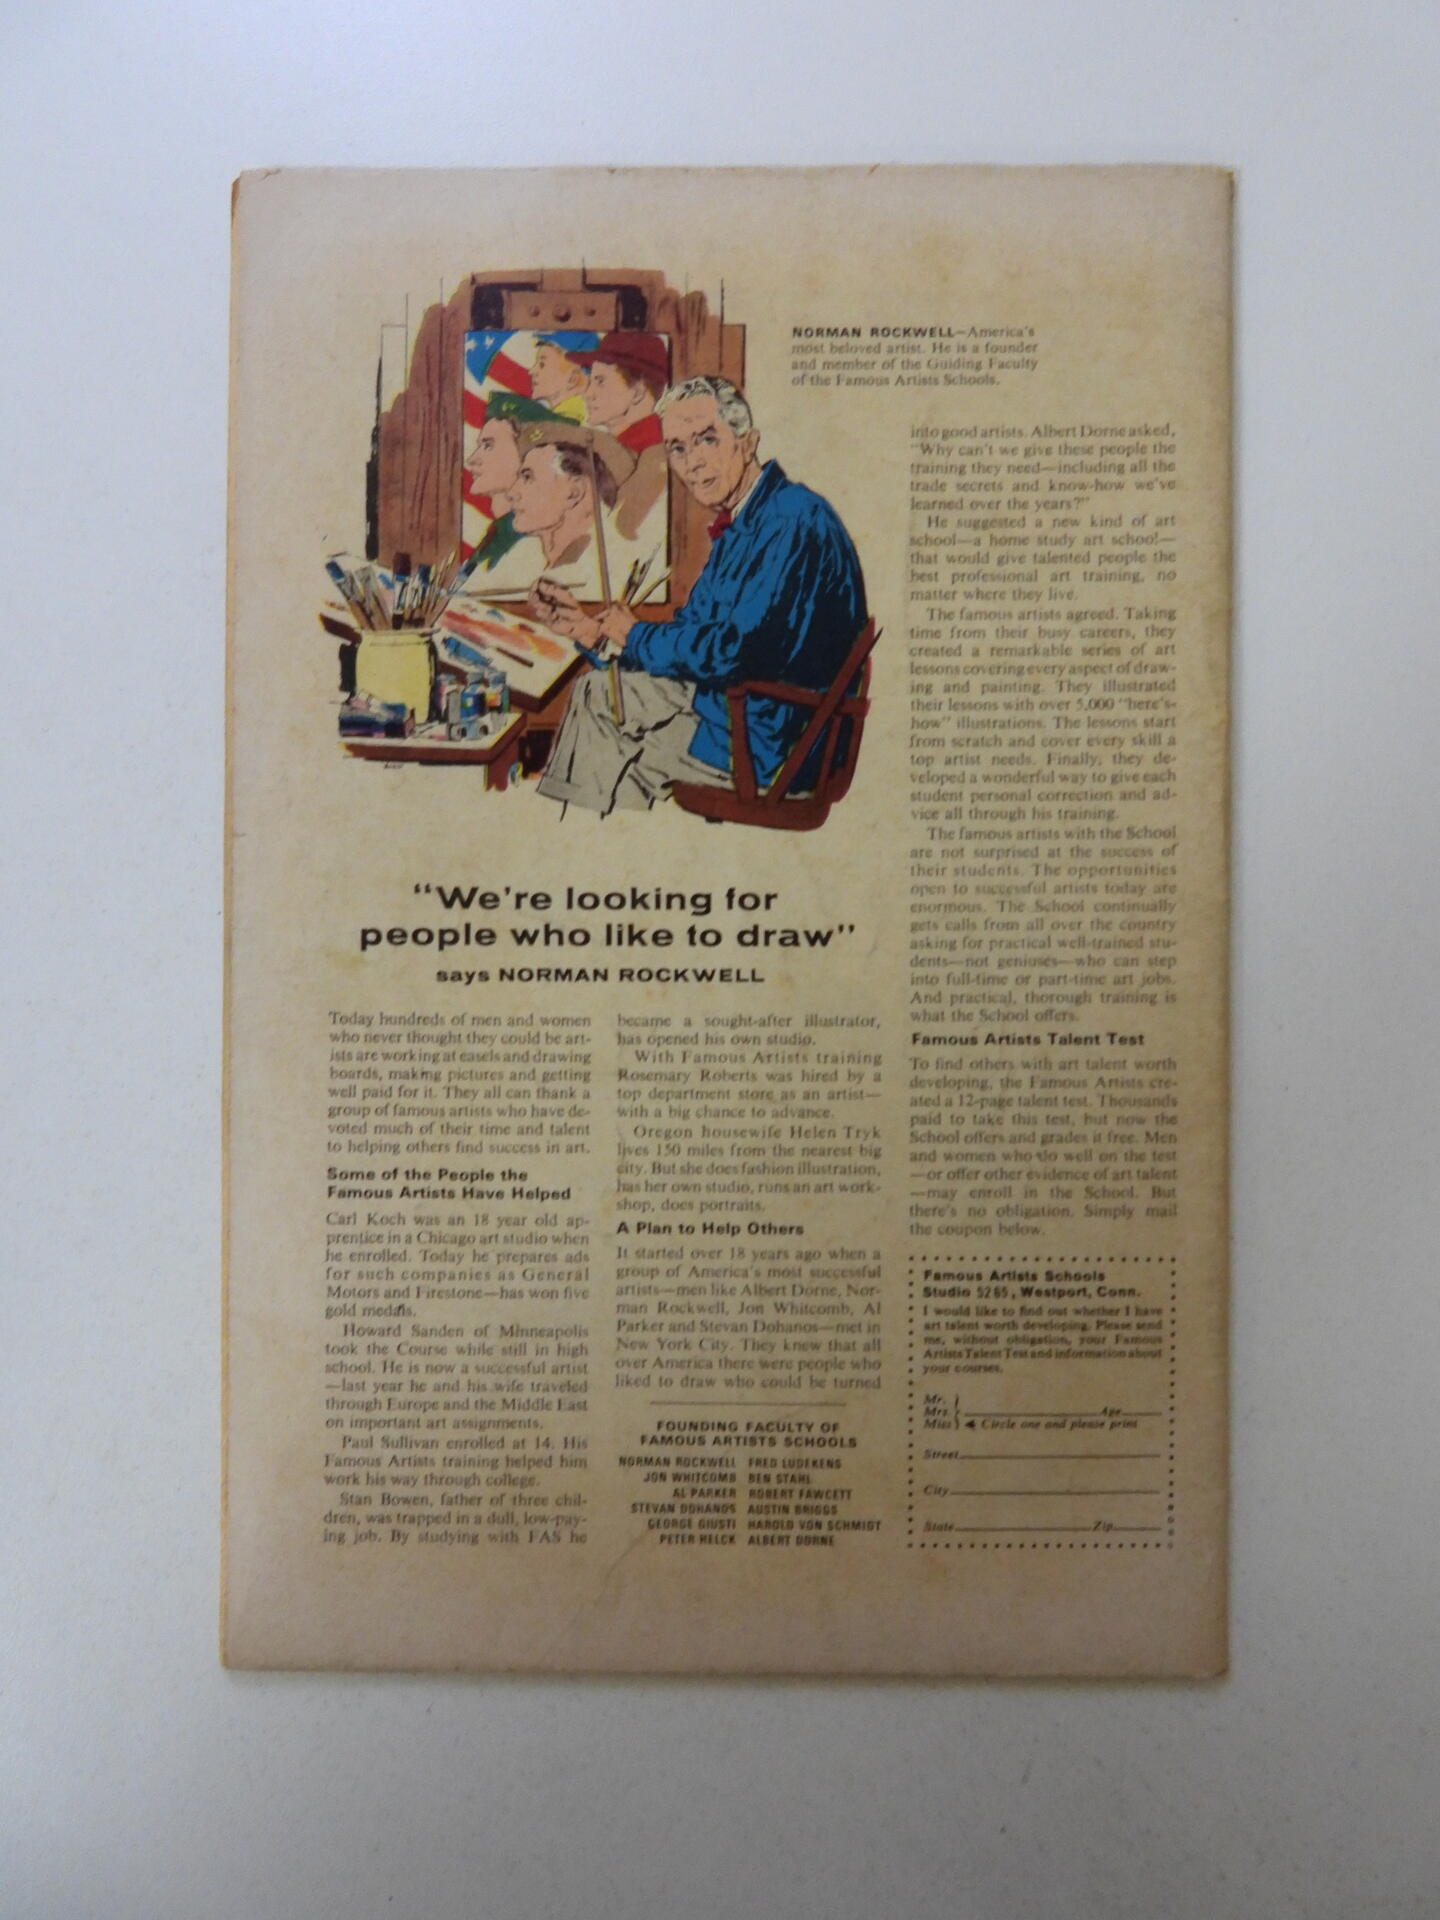 NORMAN ROCKWELL—America's
most beloved artist. He is a founder
and member of the Guiding Faculty
of the Famous Artists Schools.
"We're looking for
people who like to draw"
says NORMAN ROCKWELL
Today hundreds of men and women
who never thought they could be art-
ists are working at easels and drawing
boards, making pictures and getting
well paid for it. They all can thank a
group of famous artists who have de-
voted much of their time and talent
to helping others find success in art.
Some of the People the
Famous Artists Have Helped
Carl Koch was an 18 year old ap-
prentice in a Chicago art studio when
he enrolled. Today he prepares ads
for such companies as General
Motors and Firestone—has won five
gold medals.
Howard Sanden of Minneapolis
took the Course while still in high
school. He is now a successful artist
—last year he and his wife traveled
through Europe and the Middle East
on important art assignments.
Paul Sullivan enrolled at 14. His
Famous Artists training helped him
work his way through college.
Stan Bowen, father of three chil-
dren, was trapped in a dull, low-pay-
ing job. By studying with FAS he
became a sought-after illustrator,
has opened his own studio.
With Famous Artists training
Rosemary Roberts was hired by a
top department store as an artist—
with a big chance to advance.
Oregon housewife Helen Tryk
lives 150 miles from the nearest big
city. But she does fashion illustration,
has her own studio, runs an art work-
shop, does portraits.
A Plan to Help Others
It started over 18 years ago when a
group of America's most successful
artists—men like Albert Dorne, Nor-
man Rockwell, Jon Whitcomb, Al
Parker and Stevan Dohanos—met in
New York City. They knew that all
over America there were people who
liked to draw who could be turned
FOUNDING FACULTY OF
FAMOUS ARTISTS SCHOOLS
NORMAN ROCKWELL FRED LUDEKENS
JON WHITCOMB BEN STAHL
AL PARKER ROBERT FAWCETT
STEVAN DOHANOS AUSTIN BRIGGS
GEORGE GIUSTI HAROLD VON SCHMIDT
PETER HELCK ALBERT DORNE
into good artists. Albert Dorne asked,
"Why can't we give these people the
training they need—including all the
trade secrets and know-how we've
learned over the years?"
He suggested a new kind of art
school—a home study art school—
that would give talented people the
best professional art training, no
matter where they live.
The famous artists agreed. Taking
time from their busy careers, they
created a remarkable series of art
lessons covering every aspect of draw-
ing and painting. They illustrated
their lessons with over 5,000 "here's-
how" illustrations. The lessons start
from scratch and cover every skill a
top artist needs. Finally, they de-
veloped a wonderful way to give each
student personal correction and ad-
vice all through his training.
The famous artists with the School
are not surprised at the success of
their students. The opportunities
open to successful artists today are
enormous. The School continually
gets calls from all over the country
asking for practical well-trained stu-
dents—not geniuses—who can step
into full-time or part-time art jobs.
And practical, thorough training is
what the School offers.
Famous Artists Talent Test
To find others with art talent worth
developing, the Famous Artists cre-
ated a 12-page talent test. Thousands
paid to take this test, but now the
School offers and grades it free. Men
and women who do well on the test
—or offer other evidence of art talent
—may enroll in the School. But
there's no obligation. Simply mail
the coupon below.
Famous Artists Schools
Studio 5265, Westport, Conn.
I would like to find out whether I have
art talent worth developing. Please send
me, without obligation, your Famous
Artists Talent Test and information about
your courses.
Mr.
Mrs. Age
Miss ◄ Circle one and please print
Street
City
State Zip